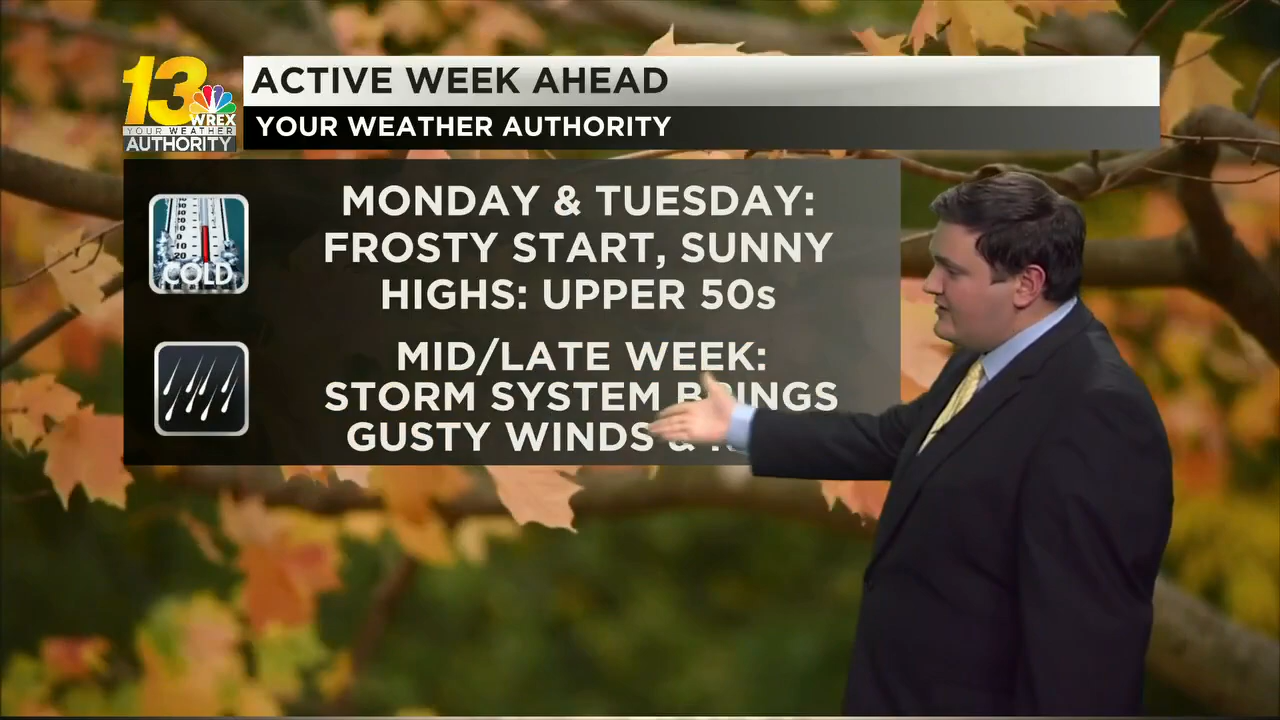 13
WREX
YOUR WEATHER
AUTHORITY
ACTIVE WEEK AHEAD
YOUR WEATHER AUTHORITY
COLD
MONDAY & TUESDAY:
FROSTY START, SUNNY
HIGHS: UPPER 50s
MID/LATE WEEK:
STORM SYSTEM BRINGS
GUSTY WINDS &